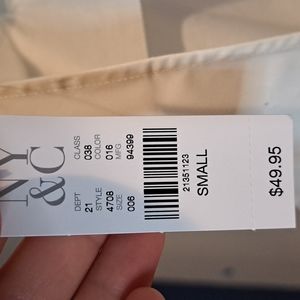 NY
&C
CLASS COLOR MFG
038 016 94399
DEPT STYLE SIZE
21 4708 006
21351123
SMALL
$49.95